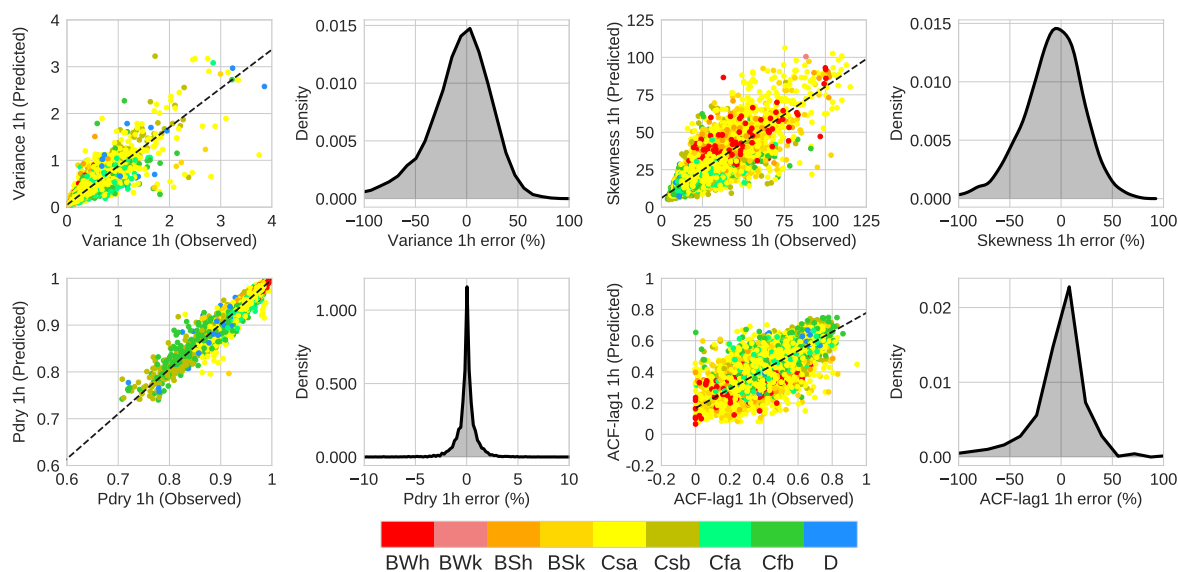 Variance 1h (Predicted)
4
3
2
1
0
0 1 2 3 4
Variance 1h (Observed)
Density
0.015
0.010
0.005
0.000
−100 −50 0 50 100
Variance 1h error (%)
Skewness 1h (Predicted)
125
100
75
50
25
0
0 25 50 75 100 125
Skewness 1h (Observed)
Density
0.015
0.010
0.005
0.000
−100 −50 0 50 100
Skewness 1h error (%)
Pdry 1h (Predicted)
1
0.9
0.8
0.7
0.6
0.6 0.7 0.8 0.9 1
Pdry 1h (Observed)
Density
1.000
0.500
0.000
−10 −5 0 5 10
Pdry 1h error (%)
ACF-lag1 1h (Predicted)
1
0.8
0.6
0.4
0.2
0
-0.2
-0.2 0 0.2 0.4 0.6 0.8 1
ACF-lag1 1h (Observed)
Density
0.02
0.01
0.00
−100 −50 0 50 100
ACF-lag1 1h error (%)
BWh BWk BSh BSk Csa Csb Cfa Cfb D